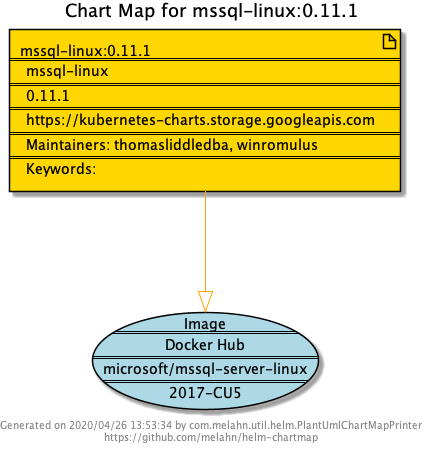 Chart Map for mssql-linux:0.11.1
mssql-linux:0.11.1
mssql-linux
0.11.1
https://kubernetes-charts.storage.googleapis.com
Maintainers: thomasliddledba, winromulus
Keywords:
Image
Docker Hub
microsoft/mssql-server-linux
2017-CU5
Generated on 2020/04/26 13:53:34 by com.melahn.util.helm.PlantUmlChartMapPrinter
https://github.com/melahn/helm-chartmap